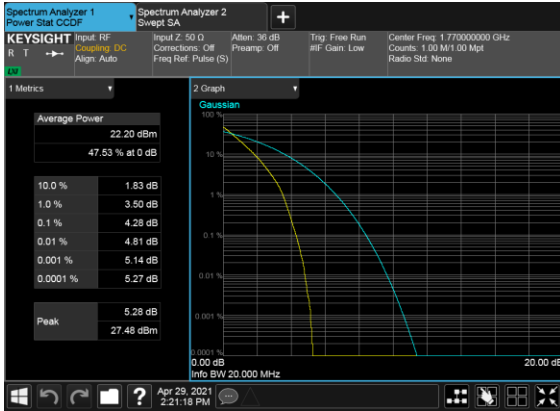 Spectrum Analyzer 1
Power Stat CCDF
Spectrum Analyzer 2
Swept SA
KEYSIGHT
R T
LXI
Input: RF
Coupling: DC
Align: Auto
Input Z: 50 Ω
Corrections: Off
Freq Ref: Pulse (S)
Atten: 36 dB
Preamp: Off
Trig: Free Run
#IF Gain: Low
Center Freq: 1.770000000 GHz
Counts: 1.00 M/1.00 Mpt
Radio Std: None
1 Metrics
Average Power
22.20 dBm
47.53 % at 0 dB
10.0 % 1.83 dB
1.0 % 3.50 dB
0.1 % 4.28 dB
0.01 % 4.81 dB
0.001 % 5.14 dB
0.0001 % 5.27 dB
Peak
5.28 dB
27.48 dBm
2 Graph
Gaussian
100 %
10 %
1 %
0.1 %
0.01 %
0.001 %
0.0001 %
0.00 dB
20.00 dB
Info BW 20.000 MHz
Apr 29, 2021
2:21:18 PM